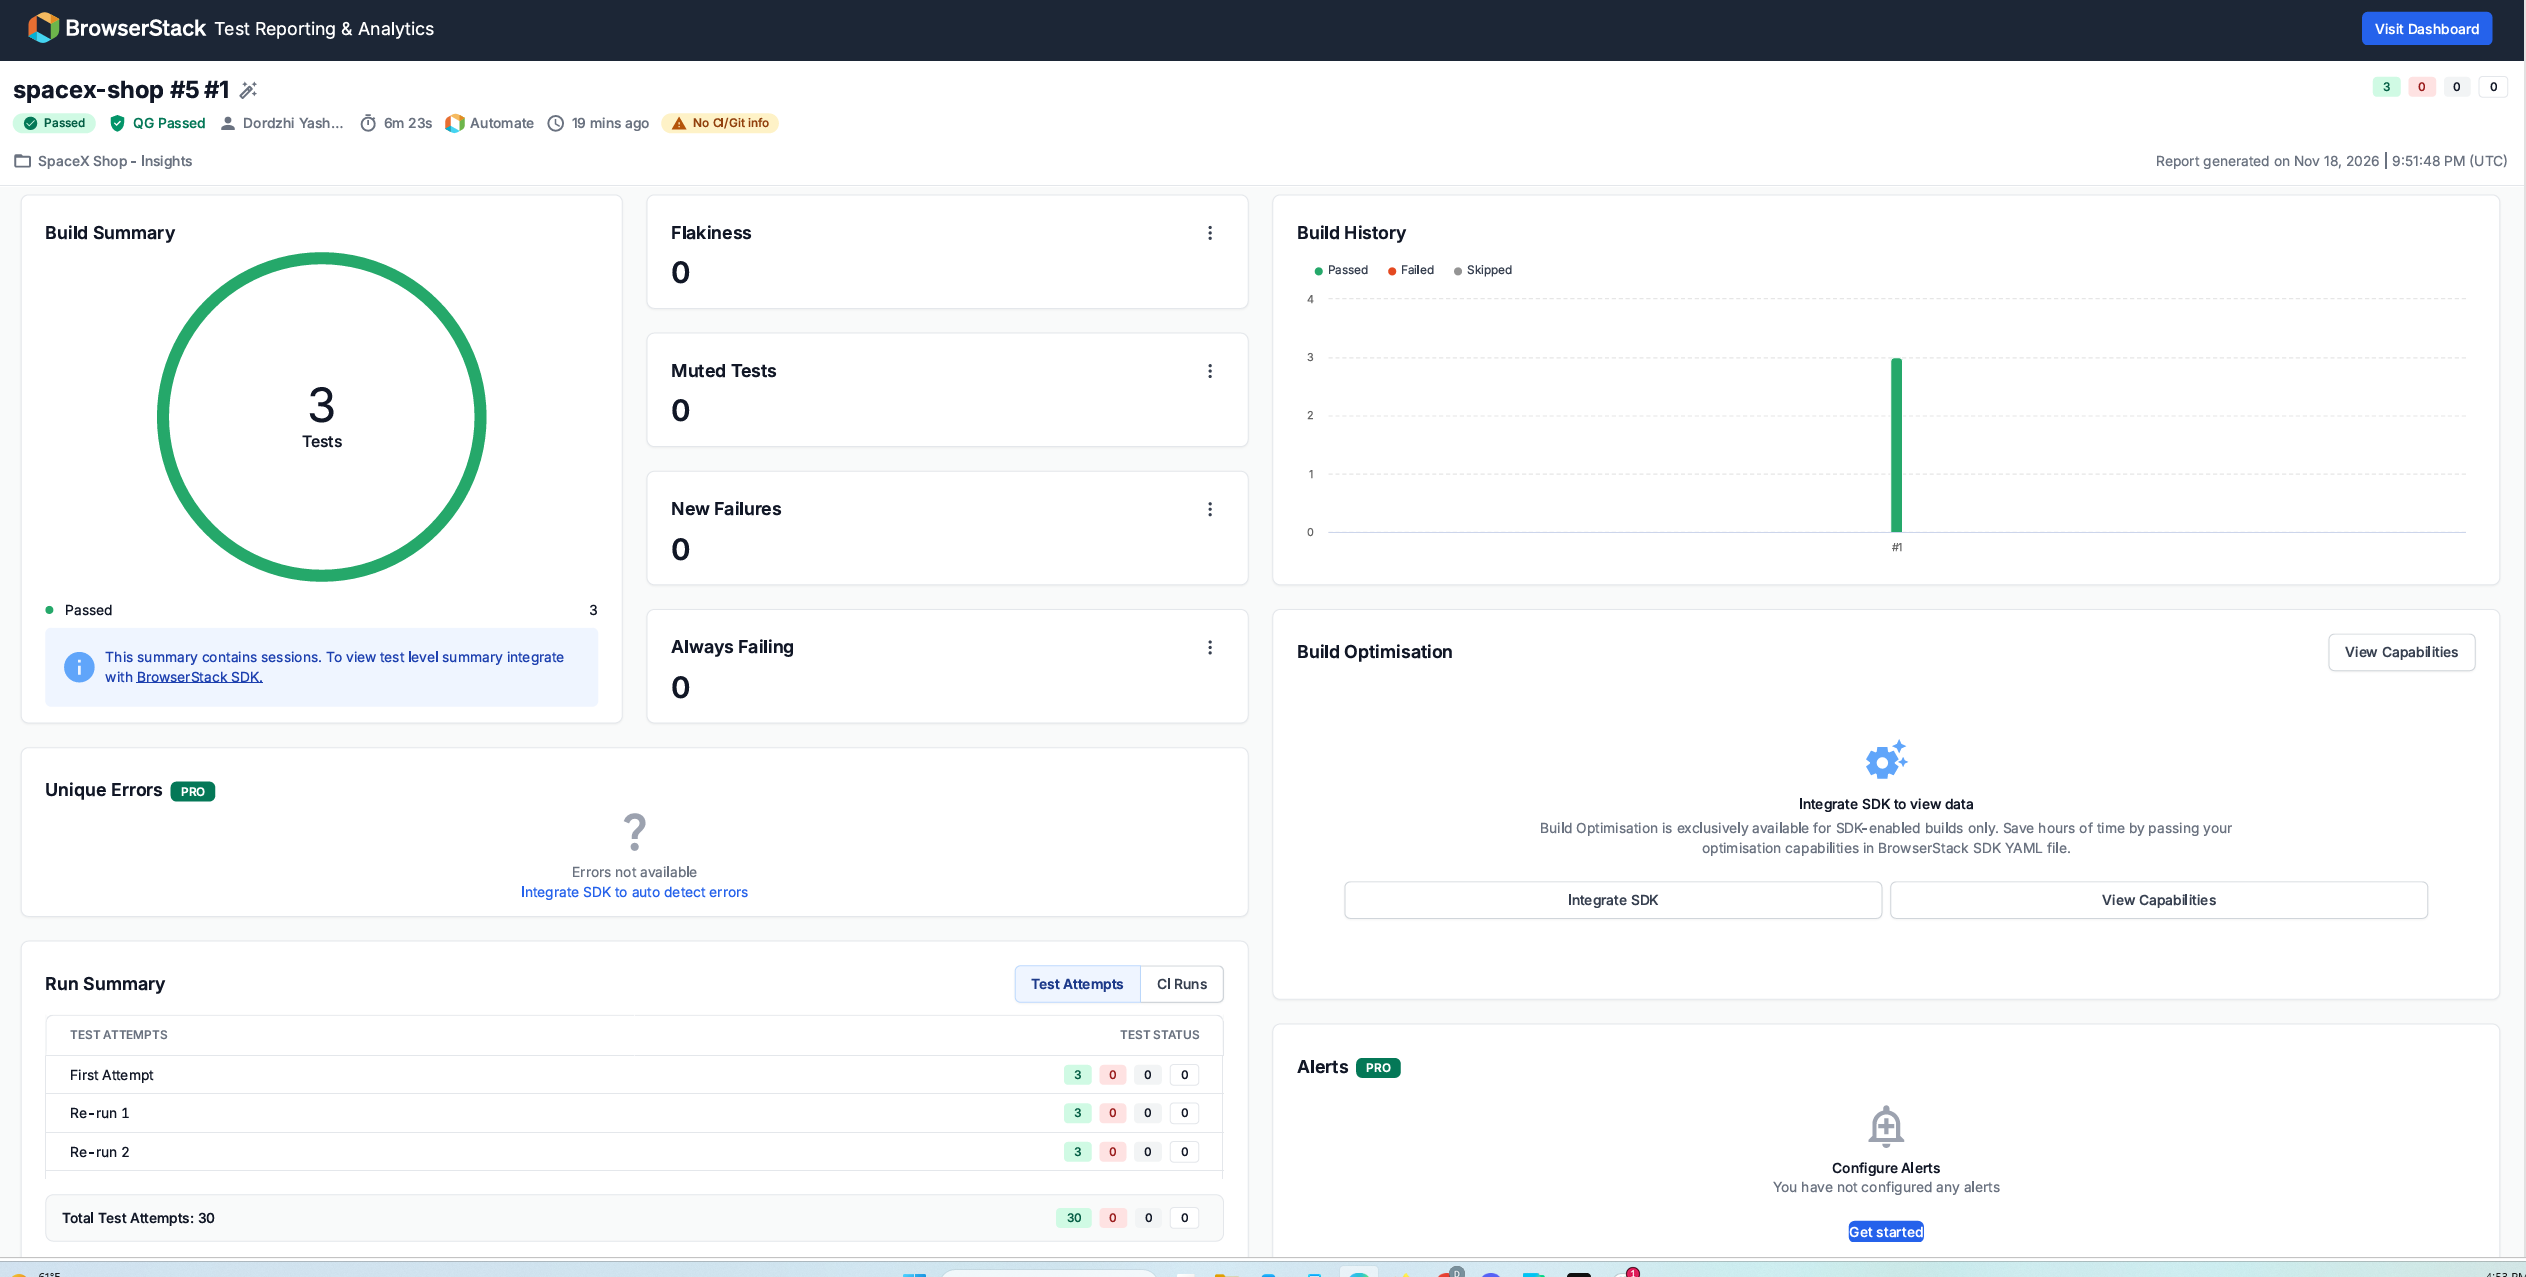 BrowserStack Test Reporting & Analytics
Visit Dashboard
spacex-shop #5 #1
3 0 0 0
Passed QG Passed Dordzhi Yash... 6m 23s Automate 19 mins ago No CI/Git info
SpaceX Shop - Insights
Report generated on Nov 18, 2026 | 9:51:48 PM (UTC)
Build Summary
3
Tests
Passed 3
This summary contains sessions. To view test level summary integrate
with BrowserStack SDK.
Flakiness
0
Muted Tests
0
New Failures
0
Always Failing
0
Build History
Passed Failed Skipped
4
3
2
1
0
#1
Build Optimisation
View Capabilities
Integrate SDK to view data
Build Optimisation is exclusively available for SDK-enabled builds only. Save hours of time by passing your
optimisation capabilities in BrowserStack SDK YAML file.
Integrate SDK
View Capabilities
Unique Errors PRO
?
Errors not available
Integrate SDK to auto detect errors
Run Summary
Test Attempts CI Runs
TEST ATTEMPTS TEST STATUS
First Attempt 3 0 0 0
Re-run 1 3 0 0 0
Re-run 2 3 0 0 0
Total Test Attempts: 30 30 0 0 0
Alerts PRO
Configure Alerts
You have not configured any alerts
Get started
1